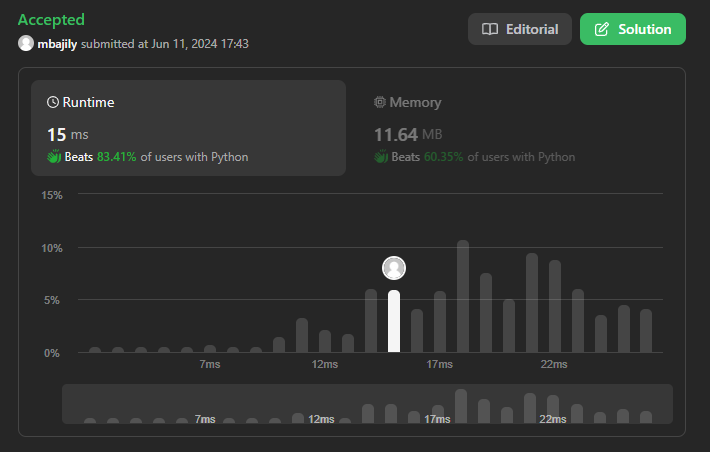 Accepted
mbajily submitted at Jun 11, 2024 17:43
Editorial
Solution
Runtime
15 ms
Beats 83.41% of users with Python
Memory
11.64 MB
Beats 60.35% of users with Python
15%
10%
5%
0%
7ms 12ms 17ms 22ms
7ms 12ms 17ms 22ms